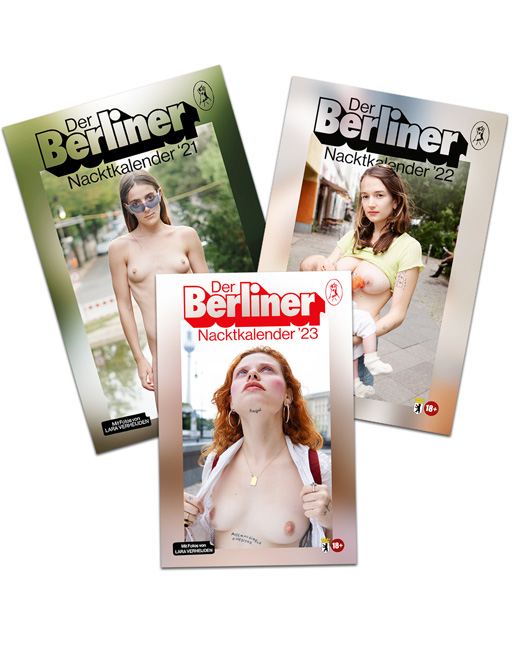 Der
Berliner
Nacktkalender '21
Mit Fotos von
LARA VERHEIJDEN
Der
Berliner
Nacktkalender '22
18+
Der
Berliner
Nacktkalender '23
Mit Fotos von
LARA VERHEIJDEN
18+